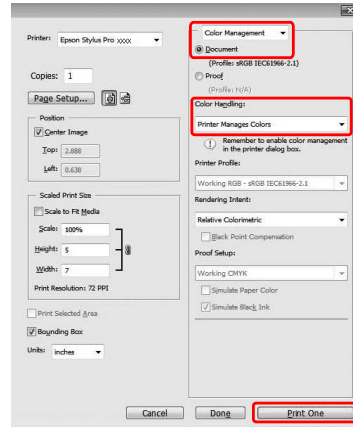 Printer: Epson Stylus Pro xxxx
Copies: 1
Page Setup...
Position
Center Image
Top: 2.888
Left: 0.638
Scaled Print Size
Scale to Fit Media
Scale: 100%
Height: 5
Width: 7
Print Resolution: 72 PPI
Print Selected Area
Bounding Box
Units: inches
Color Management
Document
(Profile: sRGB IEC61966-2.1)
Proof
(Profile: N/A)
Color Handling:
Printer Manages Colors
Remember to enable color management
in the printer dialog box.
Printer Profile:
Working RGB - sRGB IEC61966-2.1
Rendering Intent:
Relative Colorimetric
Black Point Compensation
Proof Setup:
Working CMYK
Simulate Paper Color
Simulate Black Ink
Cancel Done Print One